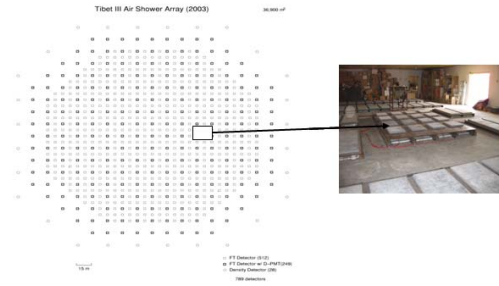 Tibet III Air Shower Array (2003)
36,900 m²
15 m
FT Detector (512)
FT Detector w/ D-PMT(249)
Density Detector (28)
789 detectors